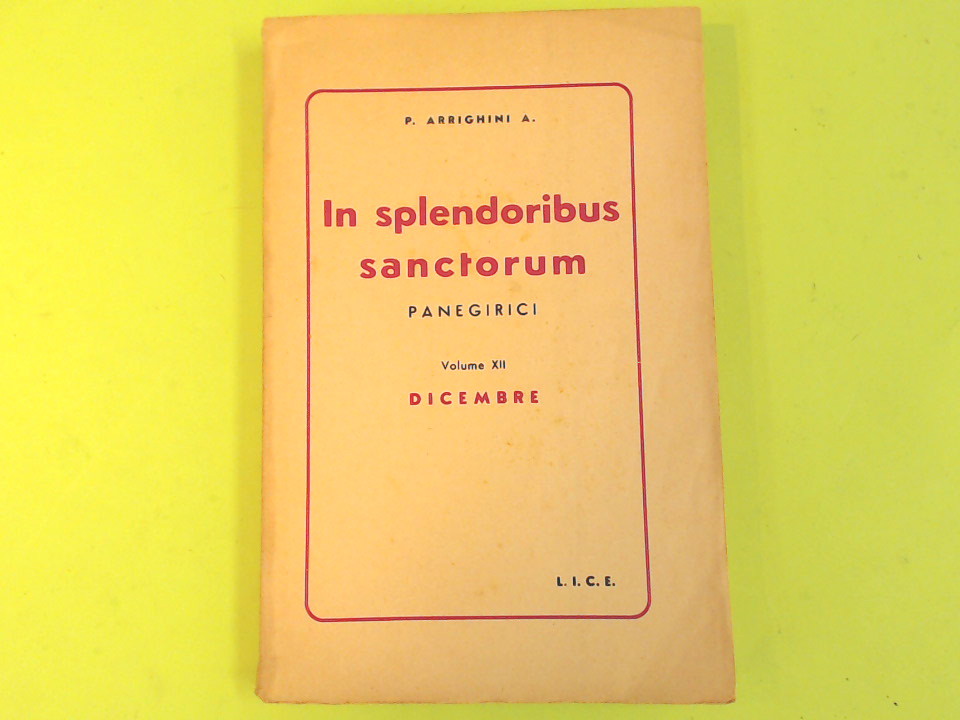 P. ARRIGHINI A.
In splendoribus
sanctorum
PANEGIRICI
Volume XII
DICEMBRE
L. I. C. E.